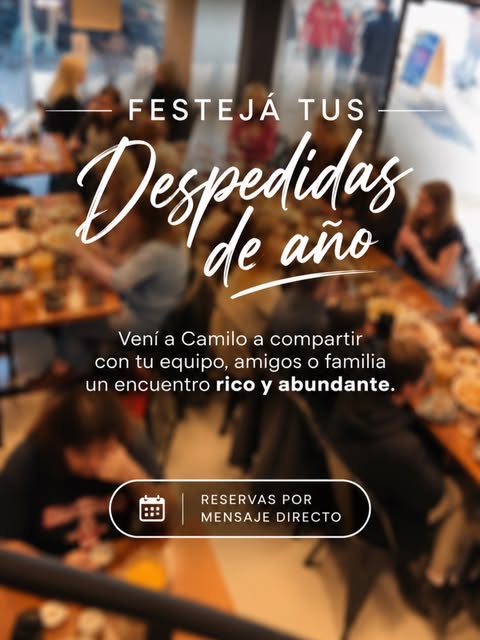 FESTEJÁ TUS
Despedidas
de año
Vení a Camilo a compartir
con tu equipo, amigos o familia
un encuentro rico y abundante.
RESERVAS POR
MENSAJE DIRECTO